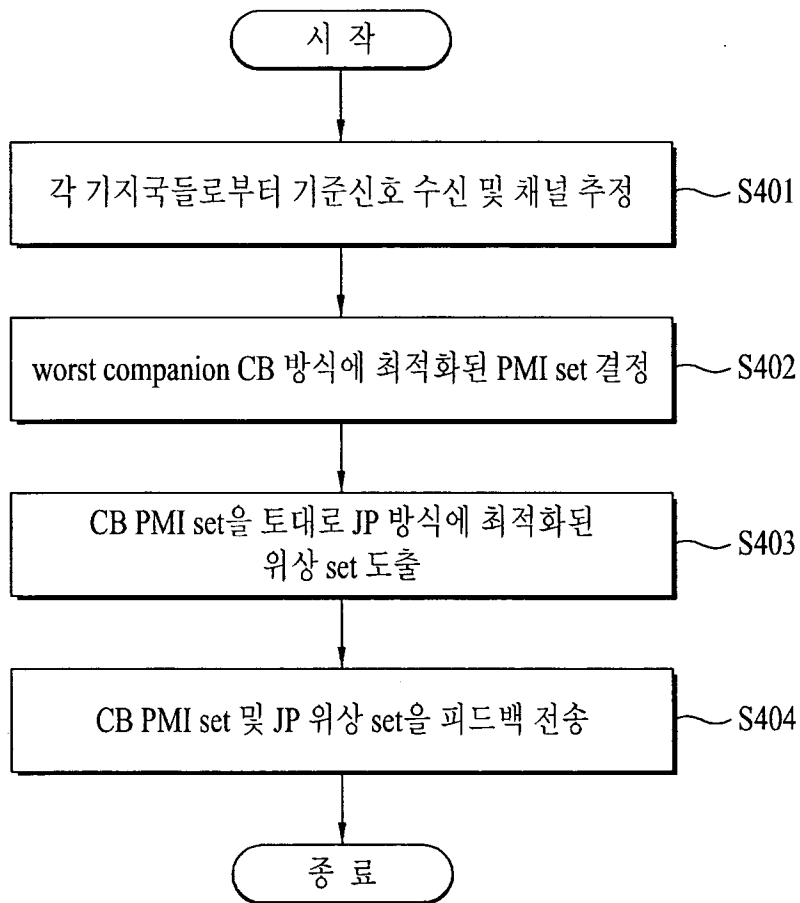 시 작
각 기지국들로부터 기준신호 수신 및 채널 추정
S401
worst companion CB 방식에 최적화된 PMI set 결정
S402
CB PMI set을 토대로 JP 방식에 최적화된
위상 set 도출
S403
CB PMI set 및 JP 위상 set을 피드백 전송
S404
종 료